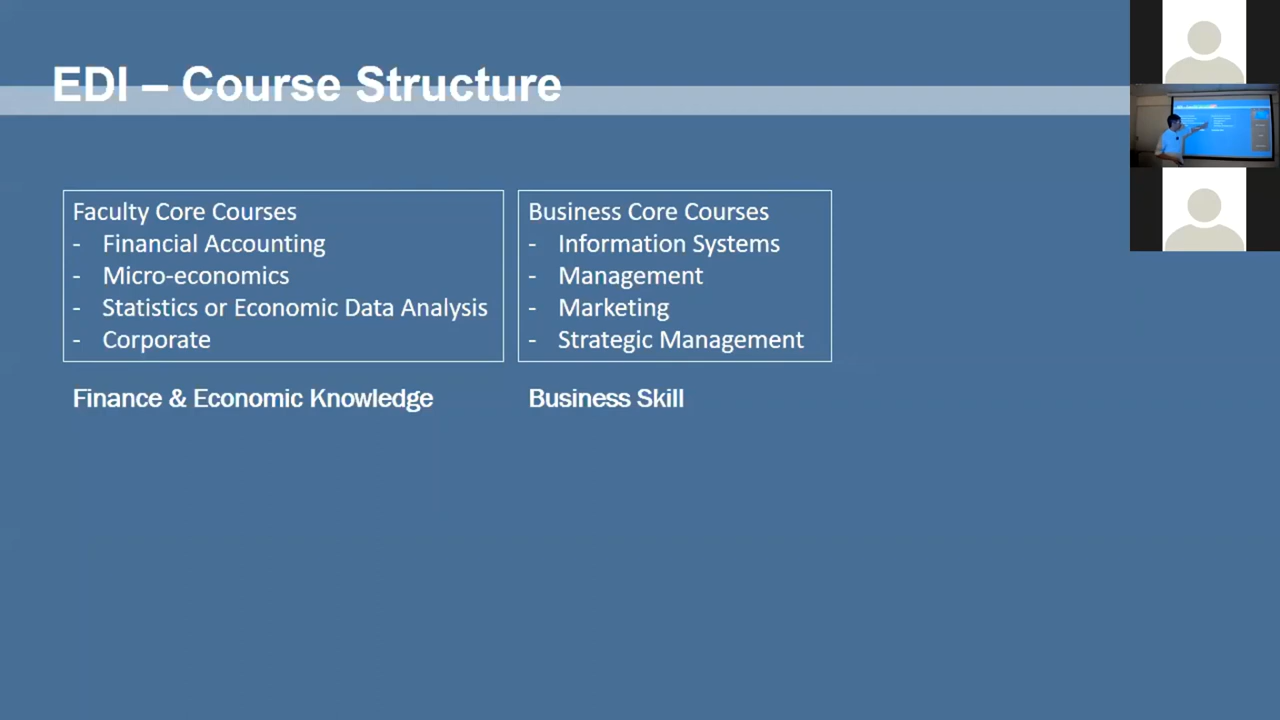 EDI – Course Structure
Faculty Core Courses
- Financial Accounting
- Micro-economics
- Statistics or Economic Data Analysis
- Corporate
Finance & Economic Knowledge
Business Core Courses
- Information Systems
- Management
- Marketing
- Strategic Management
Business Skill